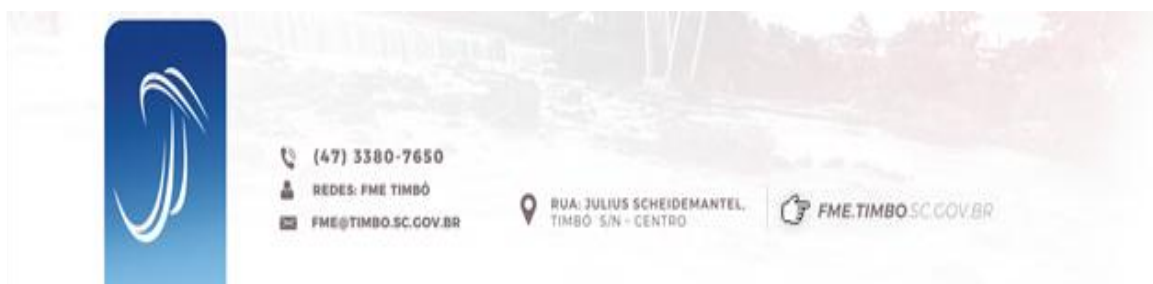 (47) 3380-7650
REDES: FME TIMBÓ
FME@TIMBO.SC.GOV.BR
RUA: JULIUS SCHEIDEMANTEL,
TIMBÓ S/N - CENTRO
FME.TIMBO.SC.GOV.BR